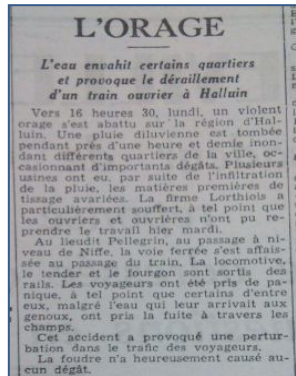 L'ORAGE
L'eau envahit certains quartiers
et provoque le déraillement
d'un train ouvrier à Halluin
Vers 16 heures 30, lundi, un violent
orage s'est abattu sur la région d'Hal-
luin. Une pluie diluvienne est tombée
pendant près d'une heure et demie inon-
dant différents quartiers de la ville, oc-
casionnant d'importants dégâts. Plusieurs
usines ont eu, par suite de l'infiltration
de la pluie, les matières premières de
tissage avariées. La firme Lorthiois a
particulièrement souffert, à tel point que
les ouvriers et ouvrières n'ont pu re-
prendre le travail hier mardi.
Au lieudit Pellegrin, au passage à ni-
veau de Niffe, la voie ferrée s'est affais-
sée au passage du train. La locomotive,
le tender et le fourgon sont sortis des
rails. Les voyageurs ont été pris de pa-
nique, à tel point que certains d'entre
eux, malgré l'eau qui leur arrivait aux
genoux, ont pris la fuite à travers les
champs.
Cet accident a provoqué une pertur-
bation dans le trafic des voyageurs.
La foudre n'a heureusement causé au-
cun dégât.